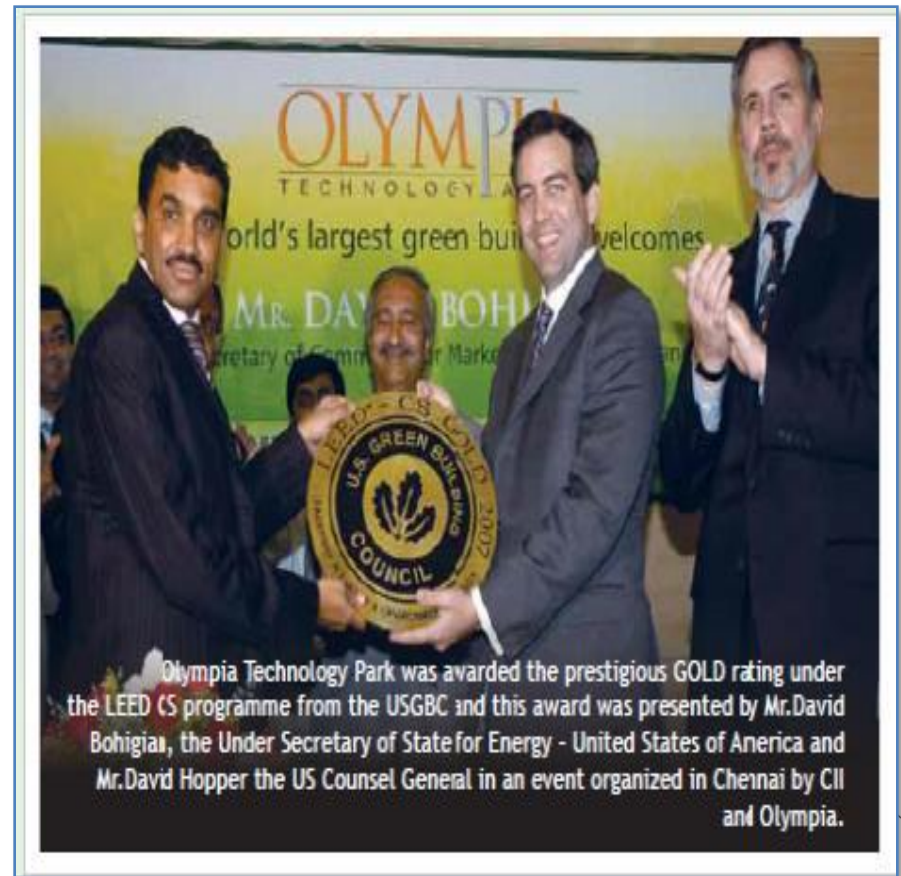 OLYMP
TECHNOLOGY
orld's largest green bui welcomes
MR. DAV BOH
cretary of Comm r Marke
LEED - CS GOLD 2007
U.S. GREEN BUILDING
COUNCIL
Olympia Technology Park was avarded the prestigious GOLD rating under
the LEED CS programme from the USGBC and this award was presented by Mr.David
Bohigian, the Under Secretary of State for Energy - United States of America and
Mr.David Hopper the US Counsel General in an event organized in Chennai by CII
and Olympia.